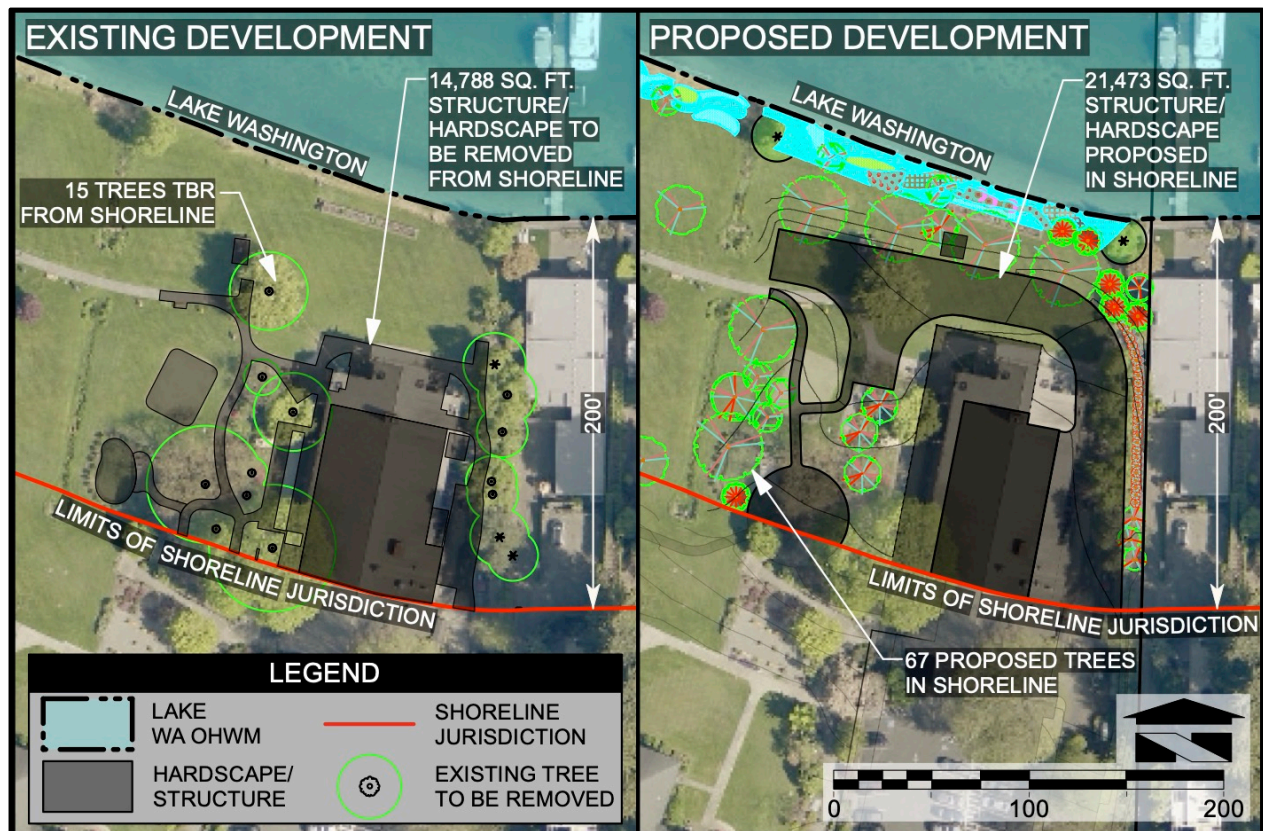 EXISTING DEVELOPMENT
LAKE WASHINGTON
14,788 SQ. FT.
STRUCTURE/
HARDSCAPE TO
BE REMOVED
FROM SHORELINE
15 TREES TBR
FROM SHORELINE
200'
LIMITS OF SHORELINE JURISDICTION
LEGEND
LAKE
WA OHWM
SHORELINE
JURISDICTION
HARDSCAPE/
STRUCTURE
EXISTING TREE
TO BE REMOVED
PROPOSED DEVELOPMENT
LAKE WASHINGTON
21,473 SQ. FT.
STRUCTURE/
HARDSCAPE
PROPOSED
IN SHORELINE
200'
LIMITS OF SHORELINE JURISDICTION
67 PROPOSED TREES
IN SHORELINE
0 100 200